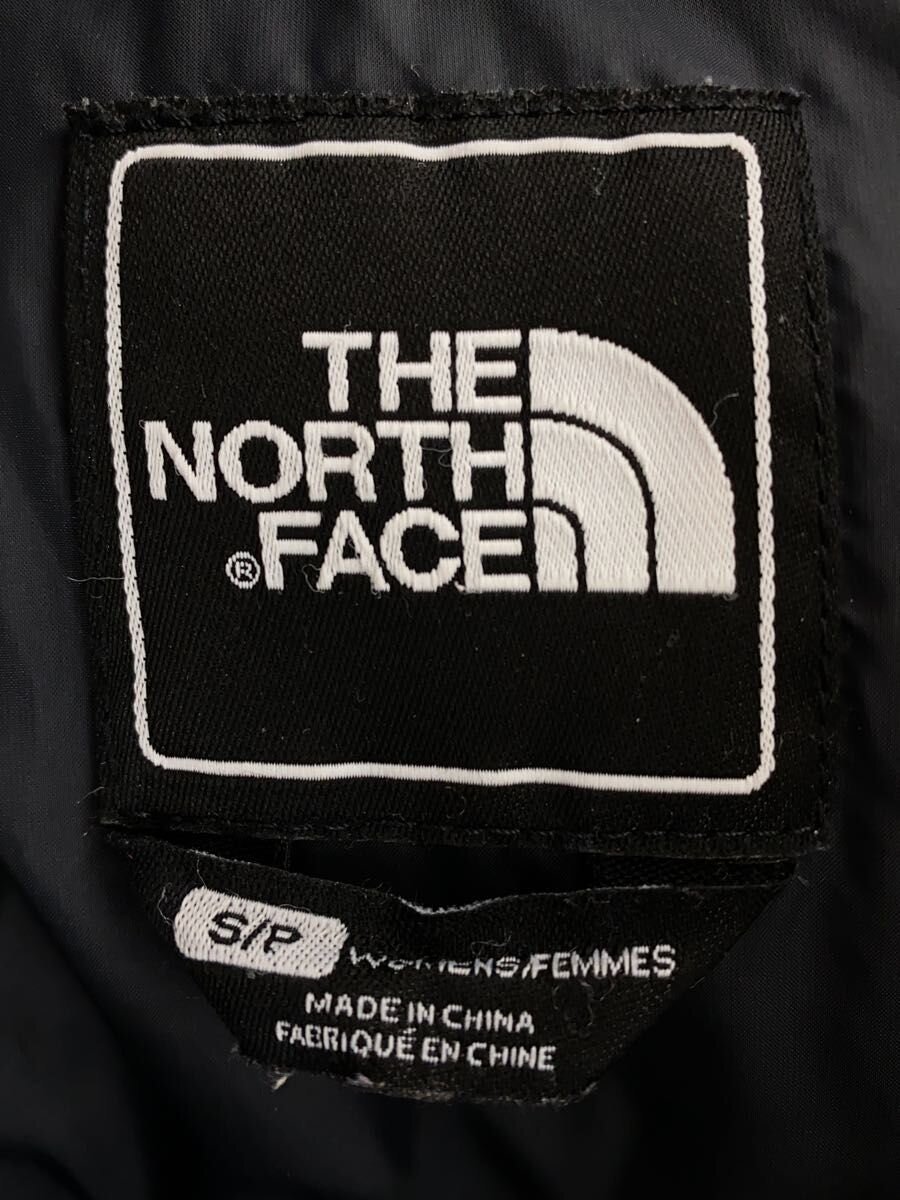 THE
NORTH
®FACE
S/P WOMENS/FEMMES
MADE IN CHINA
FABRIQUÉ EN CHINE